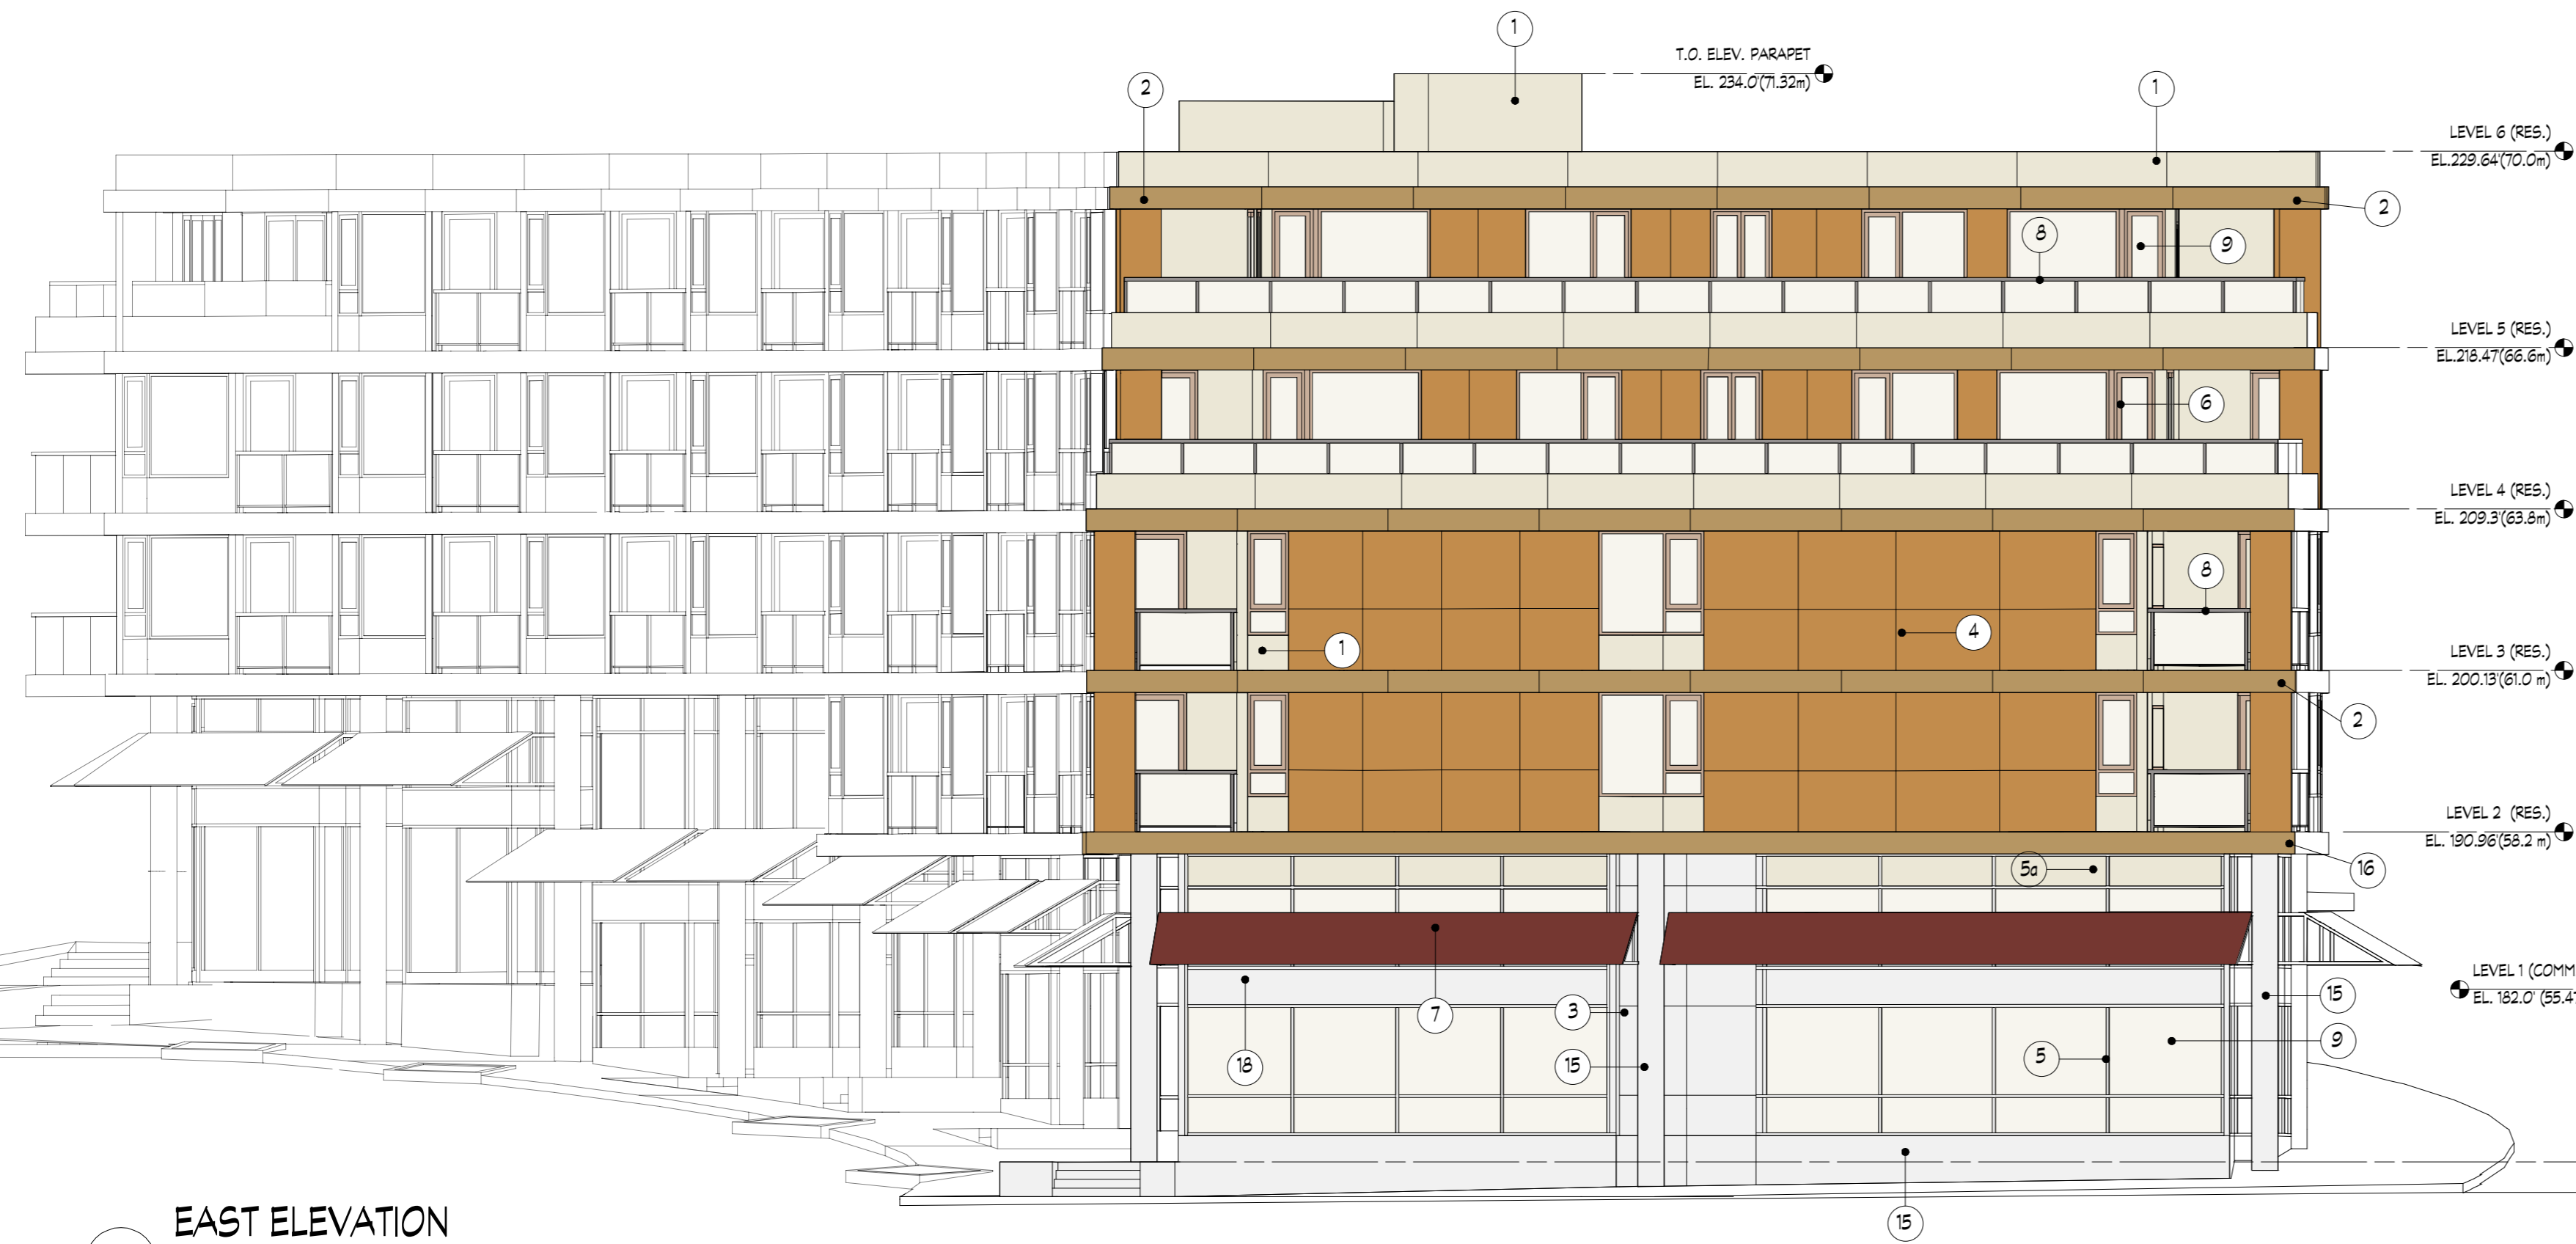 1
T.O. ELEV. PARAPET
EL. 234.0'(71.32m)
2
1
LEVEL 6 (RES.)
EL.229.64'(70.0m)
2
8
9
LEVEL 5 (RES.)
EL.218.47'(66.6m)
6
LEVEL 4 (RES.)
EL. 209.3'(63.8m)
8
4
1
LEVEL 3 (RES.)
EL. 200.13'(61.0 m)
2
LEVEL 2 (RES.)
EL. 190.96'(58.2 m)
5a
16
LEVEL 1 (COMM
EL. 182.0' (55.4
15
7
3
9
5
18
15
15
EAST ELEVATION